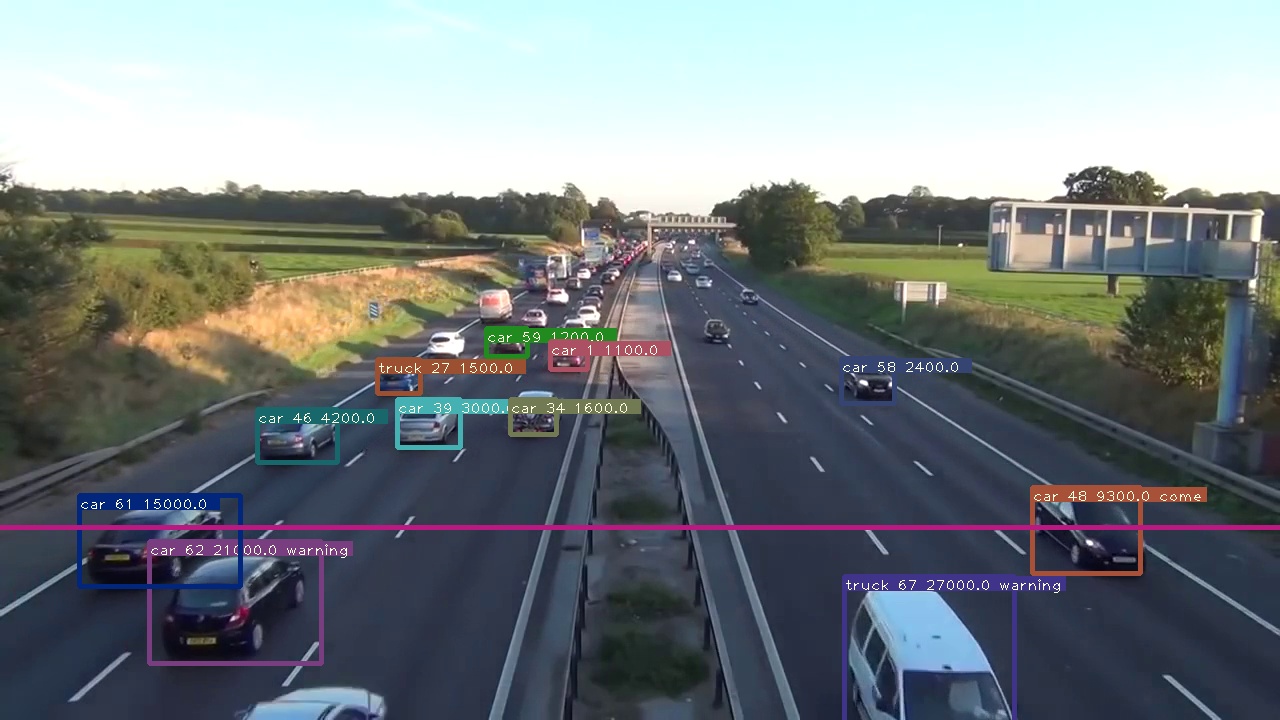 car 59 1200.0
car 1 1100.0
truck 27 1500.0
car 58 2400.0
car 39 3000.
car 34 1600.0
car 46 4200.0
car 48 9300.0 come
car 61 15000.0
car 62 21000.0 warning
truck 67 27000.0 warning